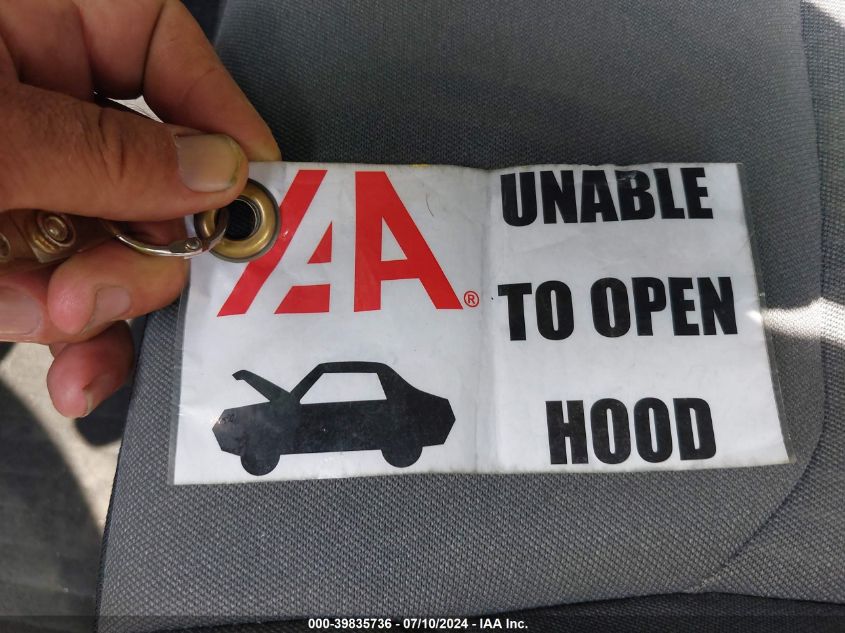 IAA®
UNABLE
TO OPEN
HOOD
000-39835736 - 07/10/2024 - IAA Inc.